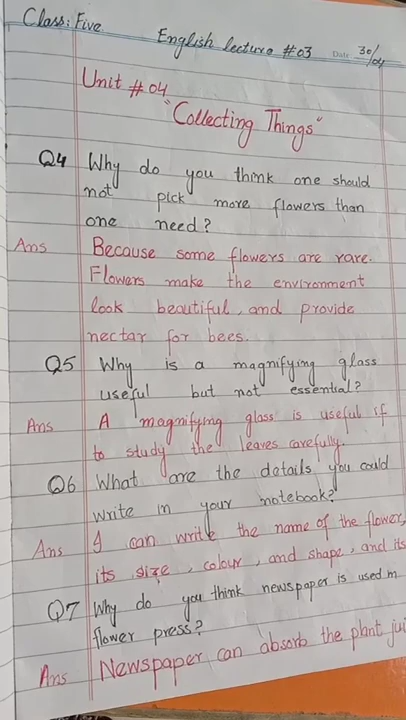 Class: Five.
English lecture #03
Date: 30/04
Unit # 04
"Collecting Things"
Q4 Why do you think one should
not pick more flowers than
one need?
Ans Because some flowers are rare.
Flowers make the environment
look beautiful, and provide
nectar for bees.
Q5 Why is a magnifying glass
useful but not essential?
Ans A magnifying glass is useful if
to study the leaves carefully.
Q6 What are the details you could
write in your notebook?
Ans I can write the name of the flower,
its size, colour, and shape, and its
Q7 Why do you think newspaper is used in
flower press?
Ans Newspaper can absorb the plant jui